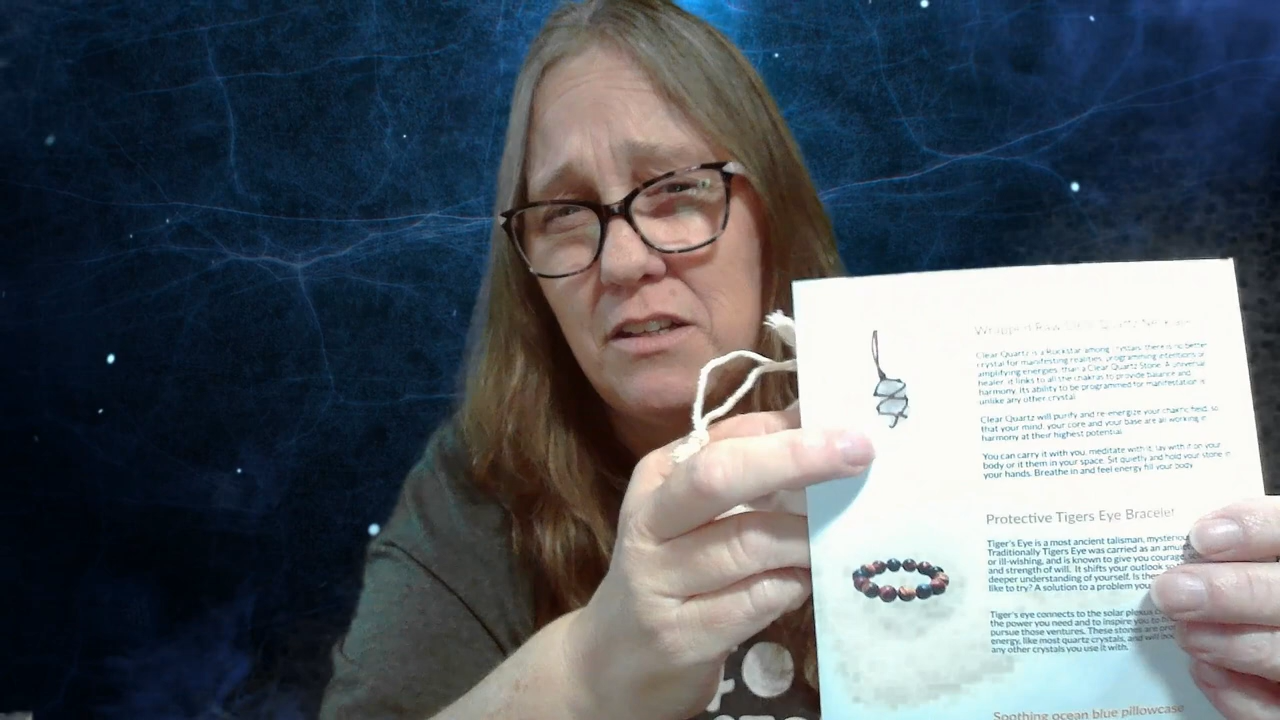 Wrapped Raw Clear Quartz Necklace
Clear Quartz is a Rockstar among crystals, there is no better
crystal for manifesting realities, programming intentions or
amplifying energies, than a Clear Quartz Stone. A universal
healer, it links to all the chakras to provide balance and
harmony. Its ability to be programmed for manifestation is
unlike any other crystal.
Clear Quartz will purify and re-energize your chakric field, so
that your mind, your core and your base are all working in
harmony at their highest potential.
You can carry it with you, meditate with it, lay with it on your
body or it them in your space. Sit quietly and hold your stone in
your hands. Breathe in and feel energy fill your body
Protective Tigers Eye Bracelet
Tiger's Eye is a most ancient talisman, mysterious
Traditionally Tigers Eye was carried as an amulet
or ill-wishing, and is known to give you courage,
and strength of will. It shifts your outlook so
deeper understanding of yourself. Is there
like to try? A solution to a problem you
Tiger's eye connects to the solar plexus
the power you need and to inspire you to
pursue those ventures. These stones are
energy, like most quartz crystals, and will
any other crystals you use it with.
Soothing ocean blue pillowcase